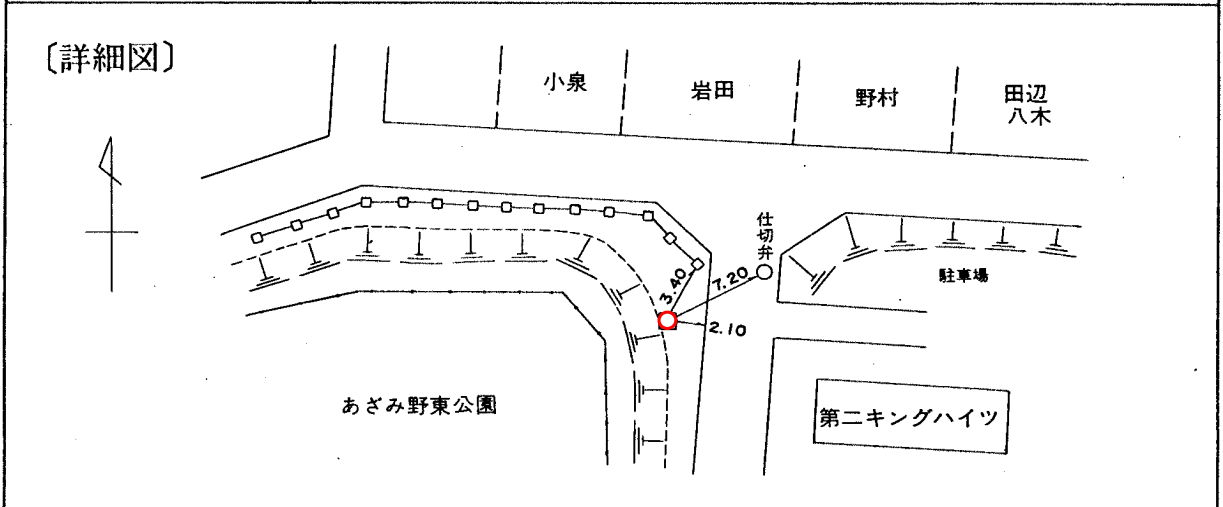 〔詳細図〕
小泉
岩田
野村
田辺
八木
仕切弁
3.40
7.20
2.10
駐車場
あざみ野東公園
第二キングハイツ